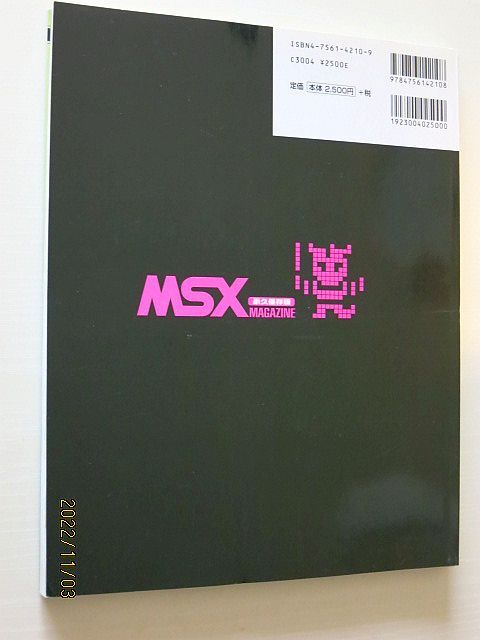 ISBN4-7561-4210-9
C3004 ¥2500E
定価 本体 2,500円 +税
9784756142108
1923004025000
MSX 永久保存版
MAGAZINE
2022/11/03